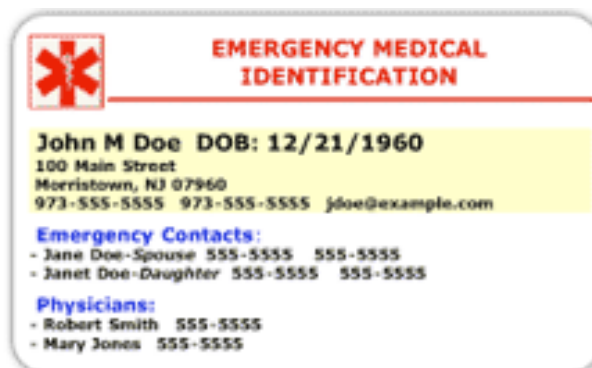 EMERGENCY MEDICAL
IDENTIFICATION
John M Doe DOB: 12/21/1960
100 Main Street
Morristown, NJ 07960
973-555-5555 973-555-5555 jdoe@example.com
Emergency Contacts:
- Jane Doe-Spouse 555-5555 555-5555
- Janet Doe-Daughter 555-5555 555-5555
Physicians:
- Robert Smith 555-5555
- Mary Jones 555-5555